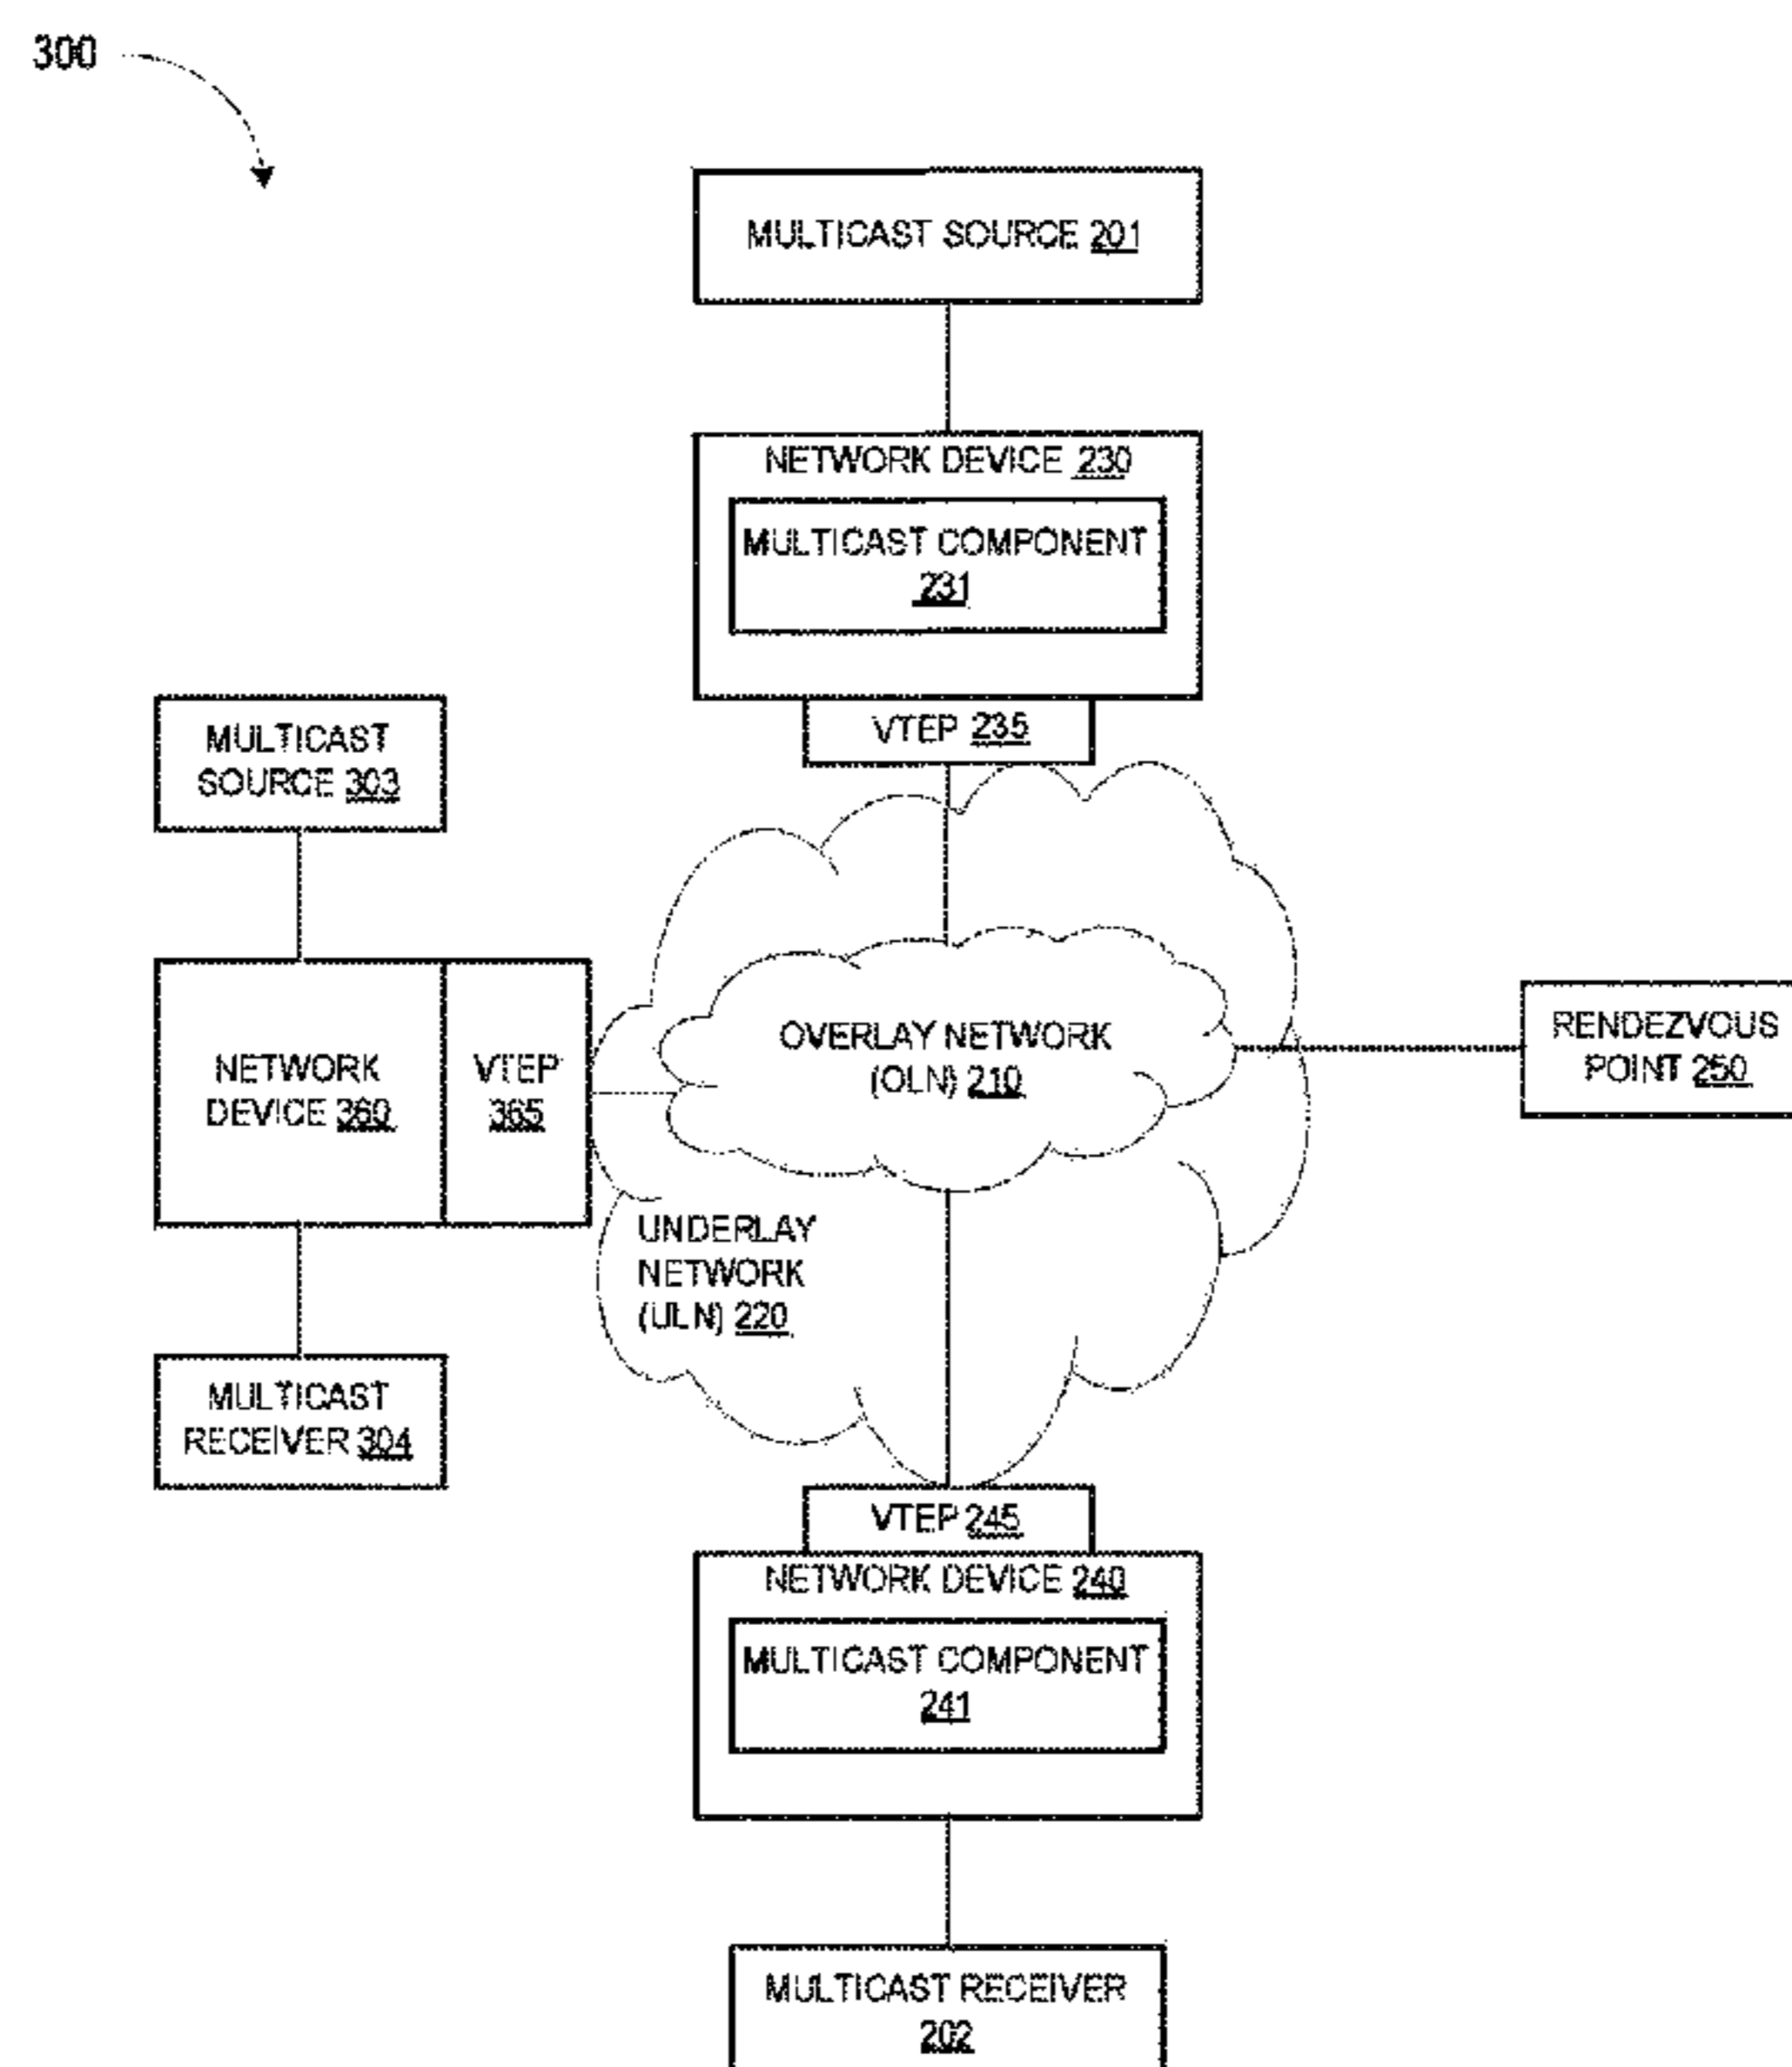 300
MULTICAST SOURCE 201
NETWORK DEVICE 230
MULTICAST COMPONENT
231
VTEP 235
MULTICAST
SOURCE 303
NETWORK
DEVICE 360
VTEP
365
OVERLAY NETWORK
(OLN) 210
RENDEZVOUS
POINT 250
UNDERLAY
NETWORK
(ULN) 220
MULTICAST
RECEIVER 304
VTEP 245
NETWORK DEVICE 240
MULTICAST COMPONENT
241
MULTICAST RECEIVER
202